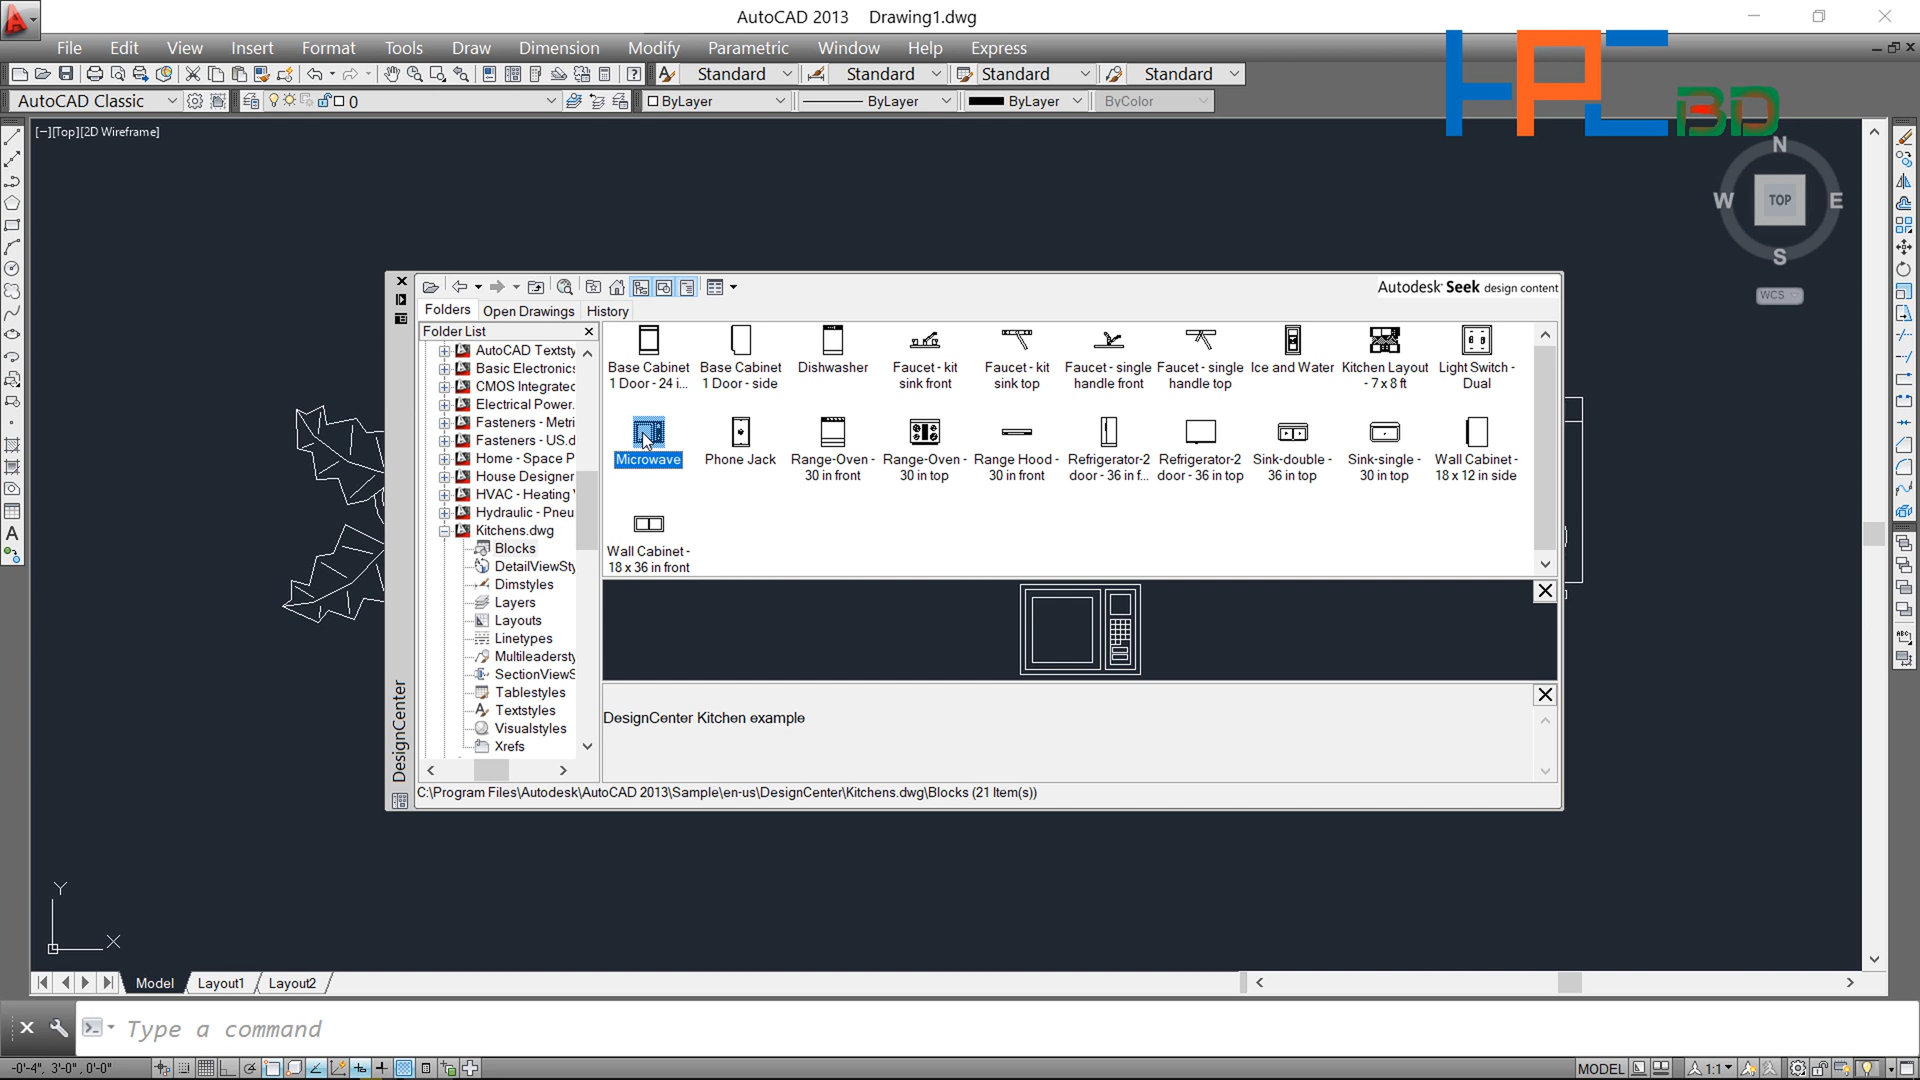 AutoCAD 2013 Drawing1.dwg
File Edit View Insert Format Tools Draw Dimension Modify Parametric Window Help Express
Standard Standard Standard Standard
AutoCAD Classic 0 ByLayer ByLayer ByLayer ByColor
HPC BD
[−][Top][2D Wireframe]
N
W TOP E
S
WCS
Autodesk® Seek design content
Folders Open Drawings History
Folder List
AutoCAD Textsty
Basic Electronics
CMOS Integrated
Electrical Power.
Fasteners - Metri
Fasteners - US.d
Home - Space P
House Designer
HVAC - Heating
Hydraulic - Pneu
Kitchens.dwg
Blocks
DetailViewSty
Dimstyles
Layers
Layouts
Linetypes
Multileadersty
SectionViewS
Tablestyles
Textstyles
Visualstyles
Xrefs
Base Cabinet 1 Door - 24 i...
Base Cabinet 1 Door - side
Dishwasher
Faucet - kit sink front
Faucet - kit sink top
Faucet - single handle front
Faucet - single handle top
Ice and Water
Kitchen Layout - 7 x 8 ft
Light Switch - Dual
Microwave
Phone Jack
Range-Oven - 30 in front
Range-Oven - 30 in top
Range Hood - 30 in front
Refrigerator-2 door - 36 in f...
Refrigerator-2 door - 36 in top
Sink-double - 36 in top
Sink-single - 30 in top
Wall Cabinet - 18 x 12 in side
Wall Cabinet - 18 x 36 in front
DesignCenter Kitchen example
DesignCenter
C:\Program Files\Autodesk\AutoCAD 2013\Sample\en-us\DesignCenter\Kitchens.dwg\Blocks (21 Item(s))
Y
X
Model Layout1 Layout2
Type a command
-0'-4", 3'-0", 0'-0" MODEL 1:1